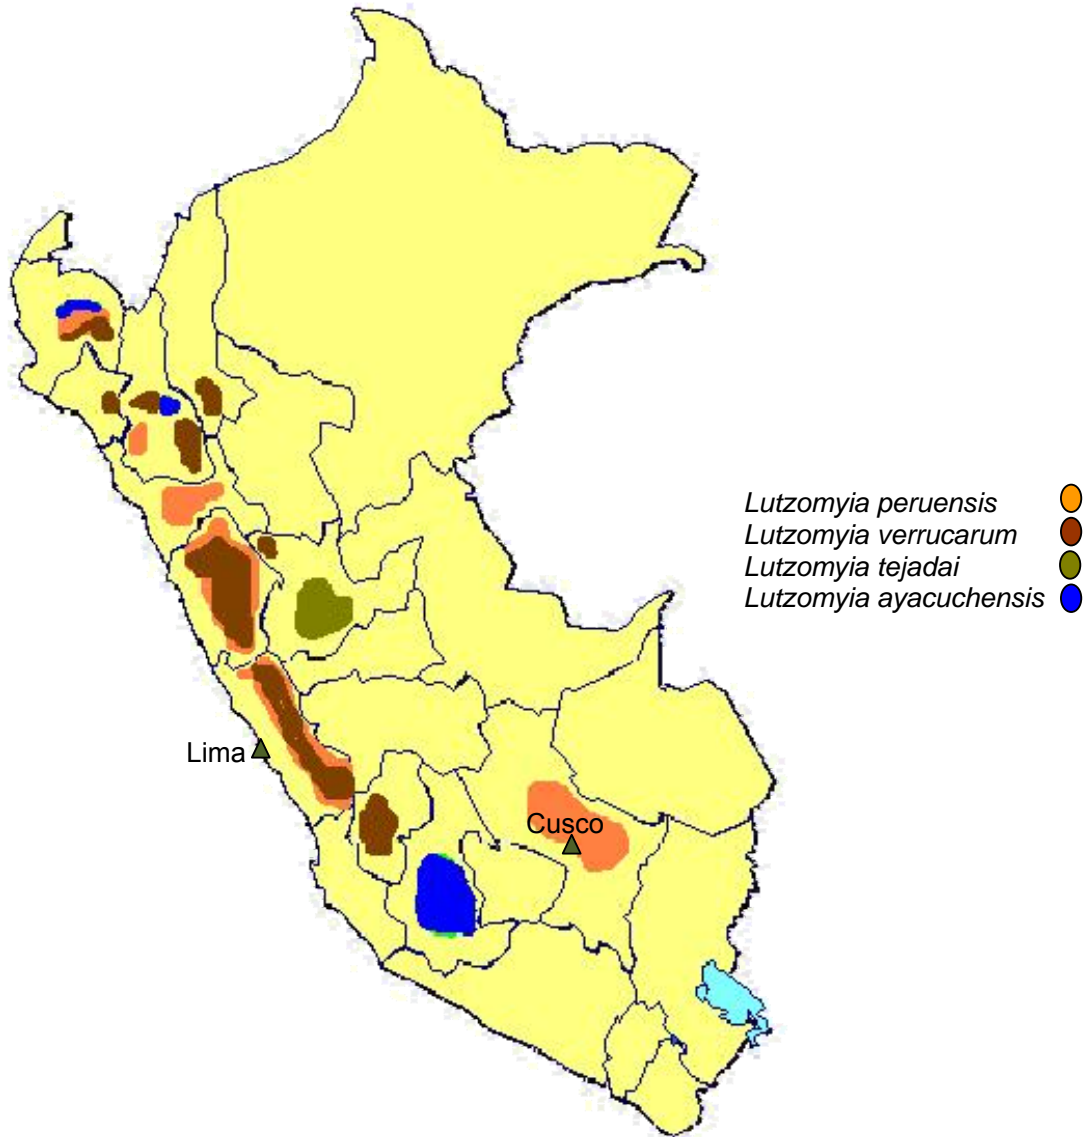 Lutzomyia peruensis
Lutzomyia verrucarum
Lutzomyia tejadai
Lutzomyia ayacuchensis
Lima
Cusco